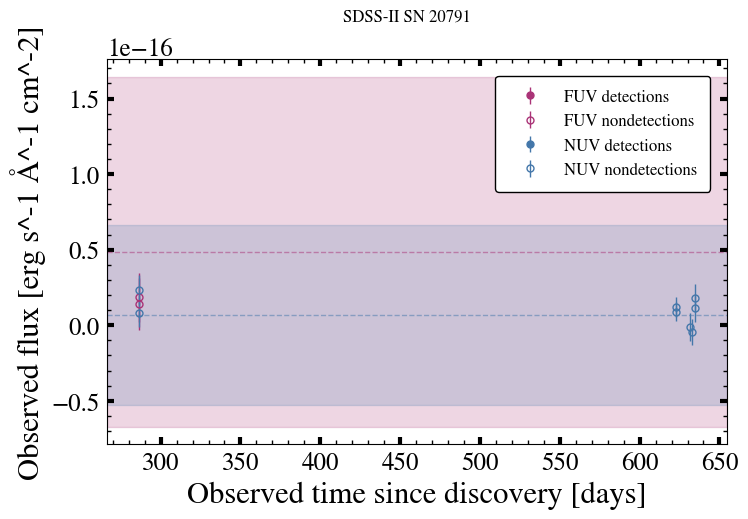 SDSS-II SN 20791
1e−16
Observed flux [erg s^-1 Å^-1 cm^-2]
1.5
1.0
0.5
0.0
−0.5
FUV detections
FUV nondetections
NUV detections
NUV nondetections
300 350 400 450 500 550 600 650
Observed time since discovery [days]